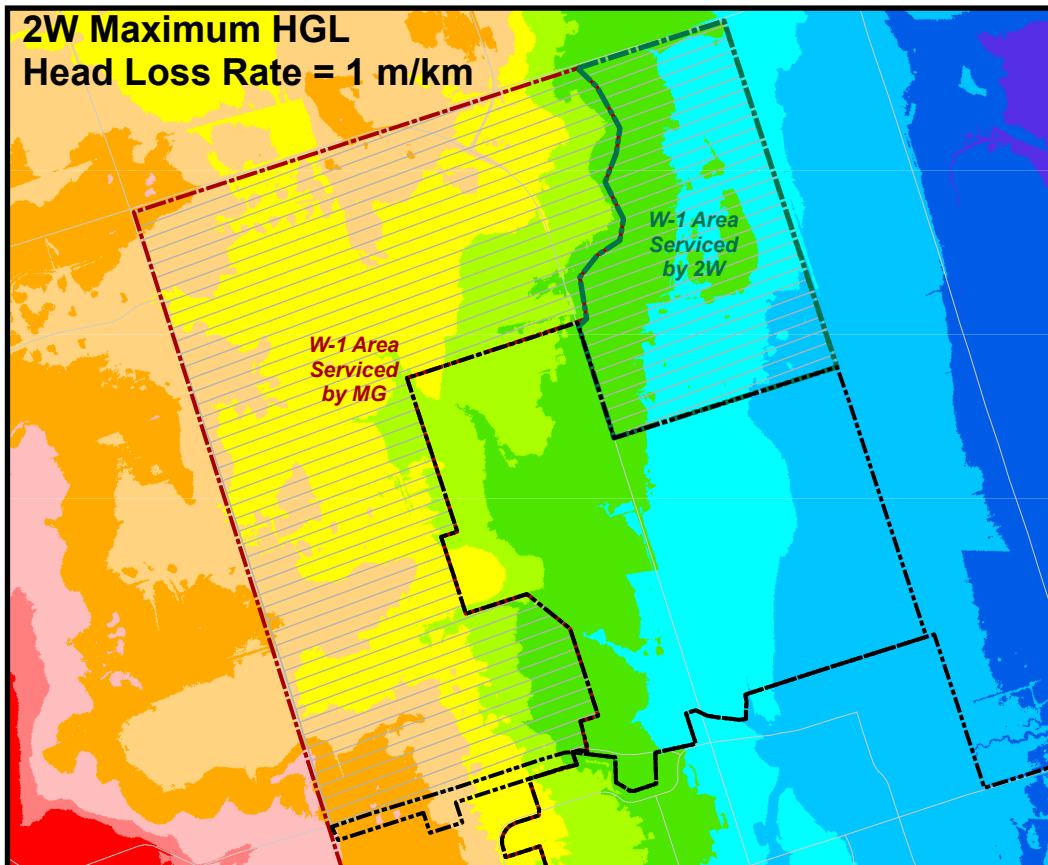 2W Maximum HGL
Head Loss Rate = 1 m/km
W-1 Area
Serviced
by 2W
W-1 Area
Serviced
by MG